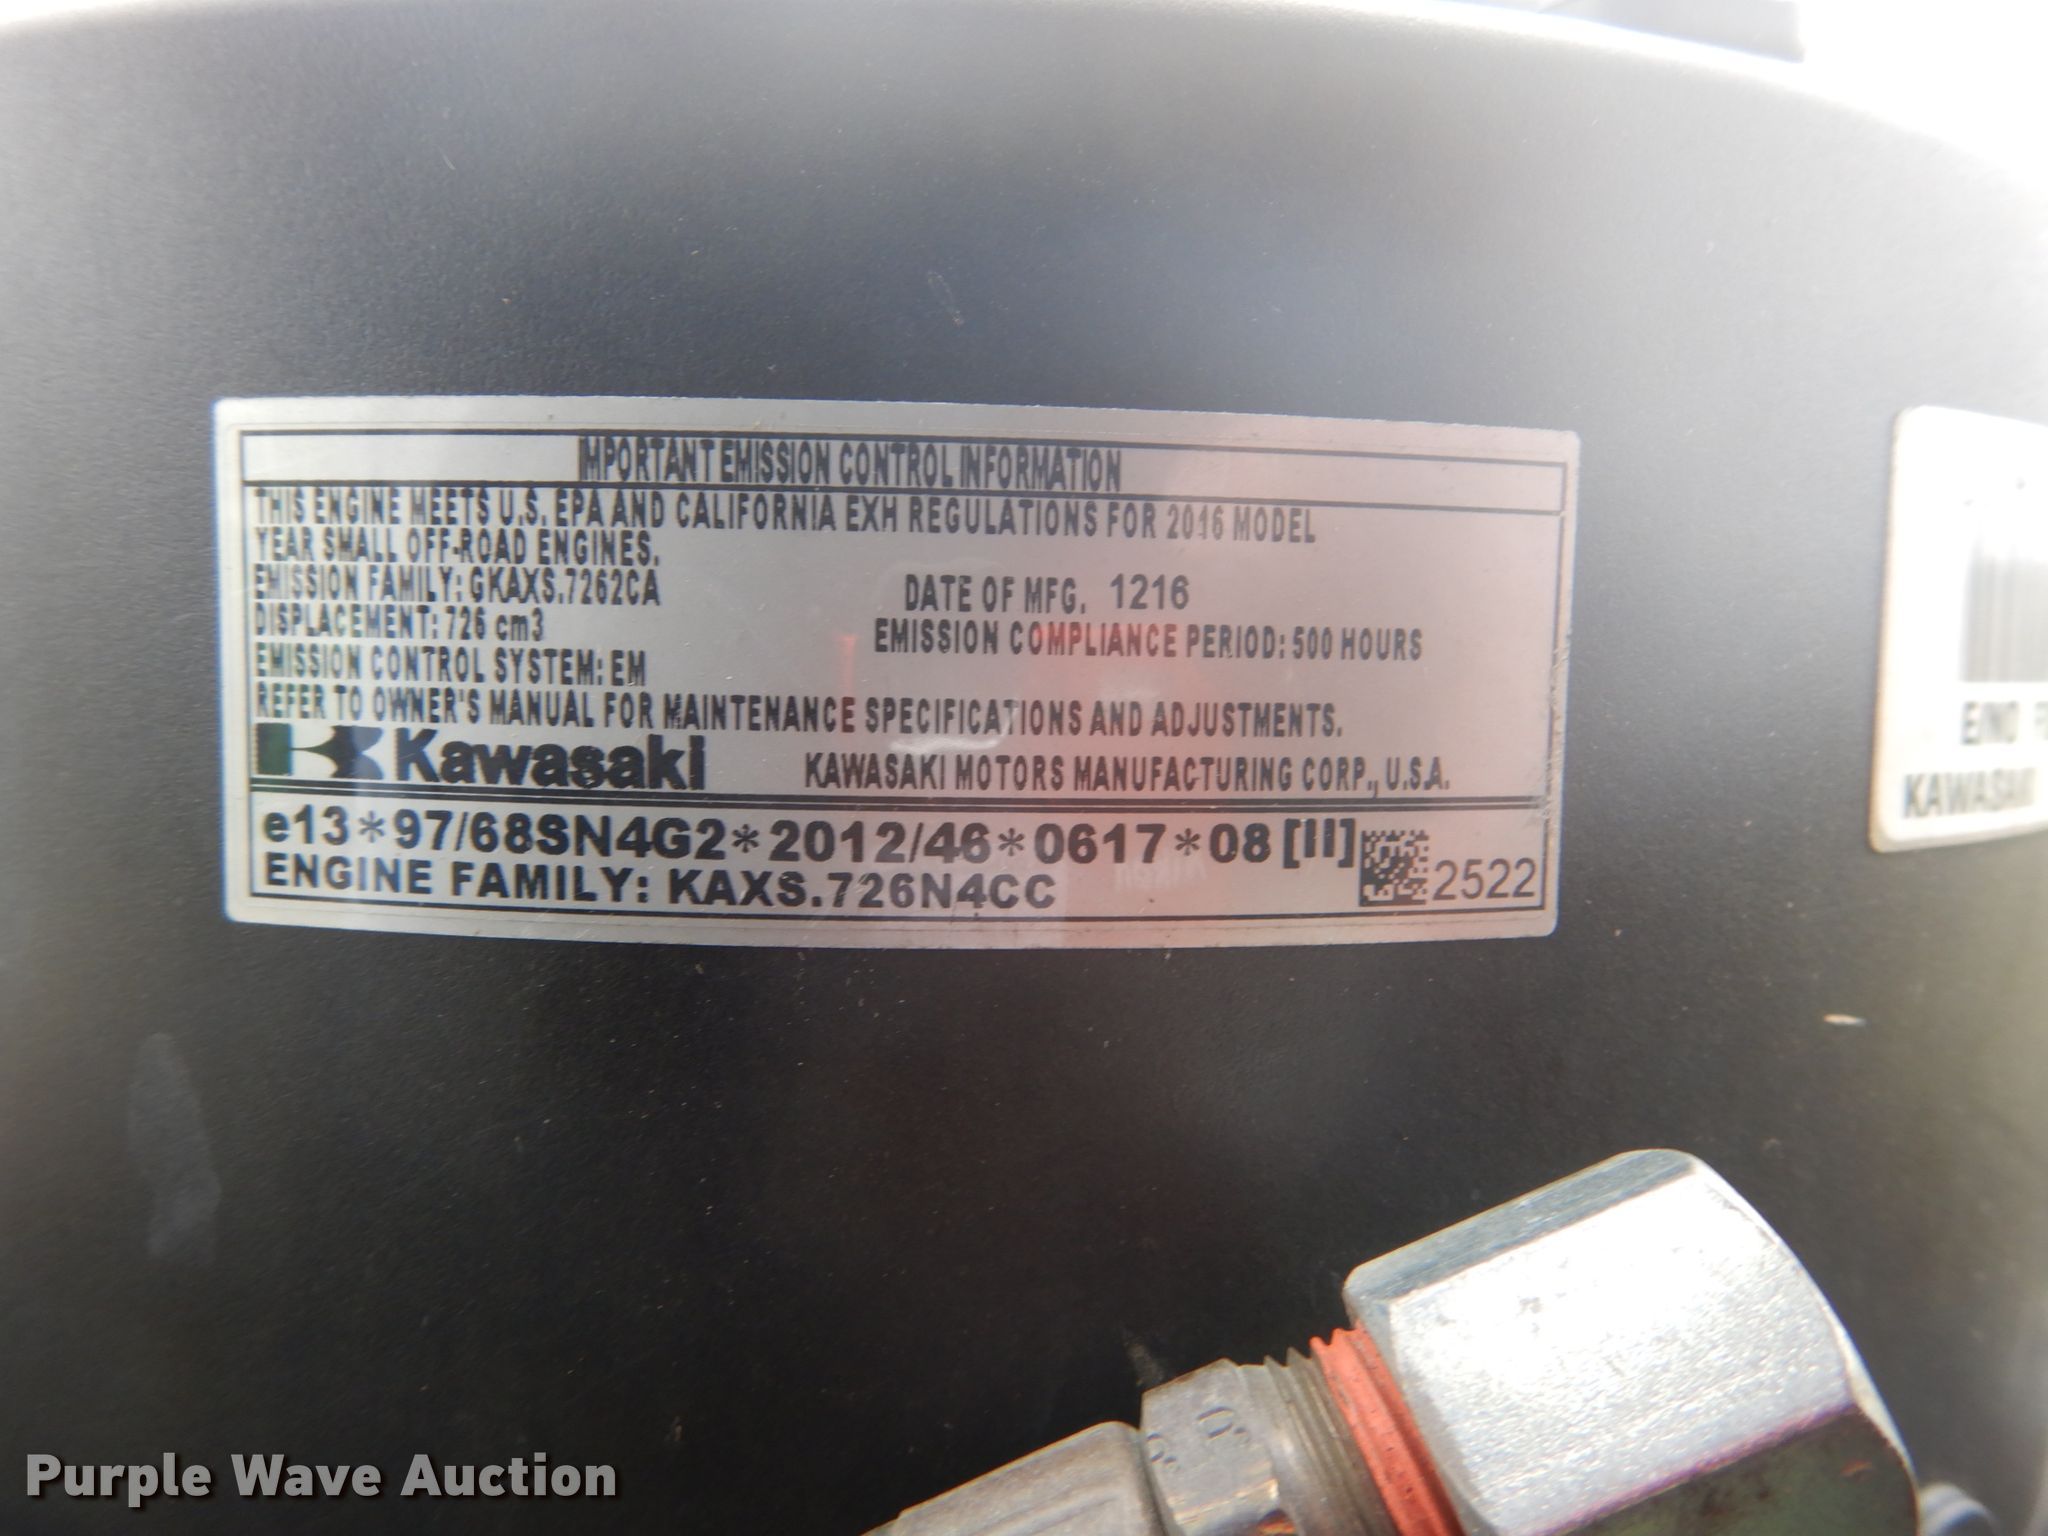 IMPORTANT EMISSION CONTROL INFORMATION
THIS ENGINE MEETS U.S. EPA AND CALIFORNIA EXH REGULATIONS FOR 2016 MODEL
YEAR SMALL OFF-ROAD ENGINES.
EMISSION FAMILY: GKAXS.7262CA DATE OF MFG. 1216
DISPLACEMENT: 726 cm3 EMISSION COMPLIANCE PERIOD: 500 HOURS
EMISSION CONTROL SYSTEM: EM
REFER TO OWNER'S MANUAL FOR MAINTENANCE SPECIFICATIONS AND ADJUSTMENTS.
Kawasaki KAWASAKI MOTORS MANUFACTURING CORP., U.S.A.
e13*97/68SN4G2*2012/46*0617*08 [II]
ENGINE FAMILY: KAXS.726N4CC 2522
E/NO
KAWASAKI
Purple Wave Auction